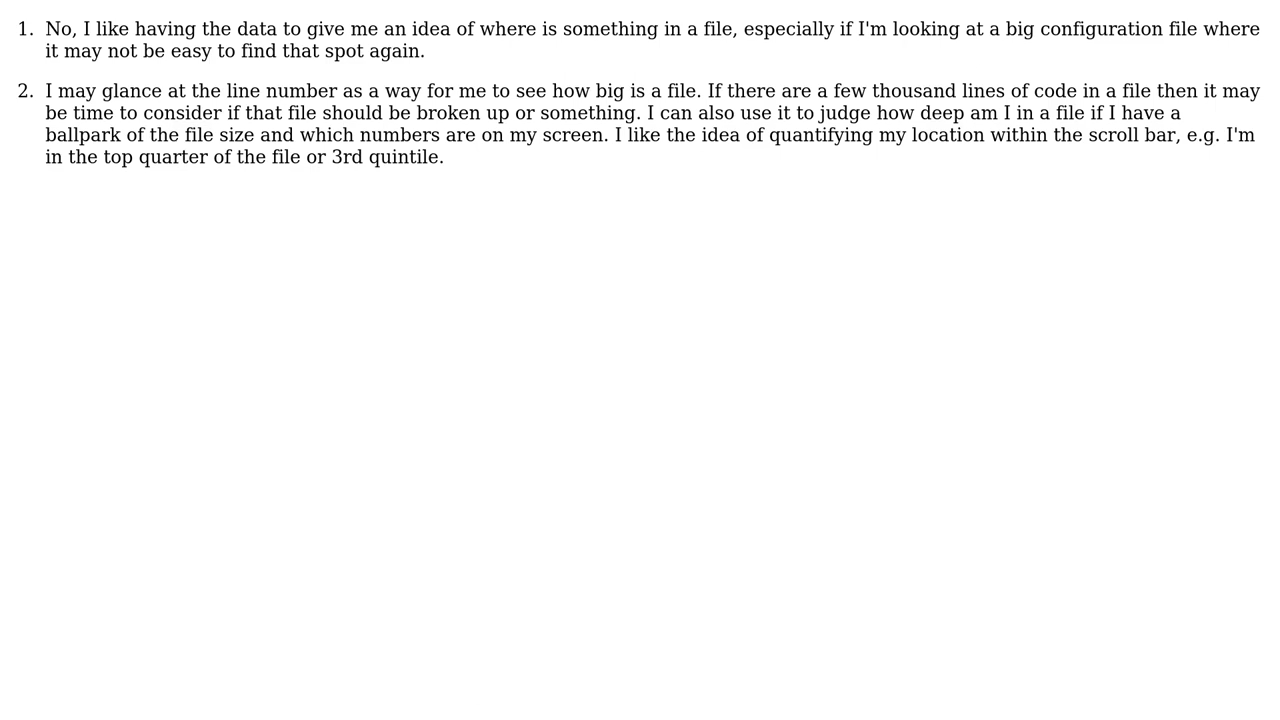 1. No, I like having the data to give me an idea of where is something in a file, especially if I'm looking at a big configuration file where
it may not be easy to find that spot again.
2. I may glance at the line number as a way for me to see how big is a file. If there are a few thousand lines of code in a file then it may
be time to consider if that file should be broken up or something. I can also use it to judge how deep am I in a file if I have a
ballpark of the file size and which numbers are on my screen. I like the idea of quantifying my location within the scroll bar, e.g. I'm
in the top quarter of the file or 3rd quintile.